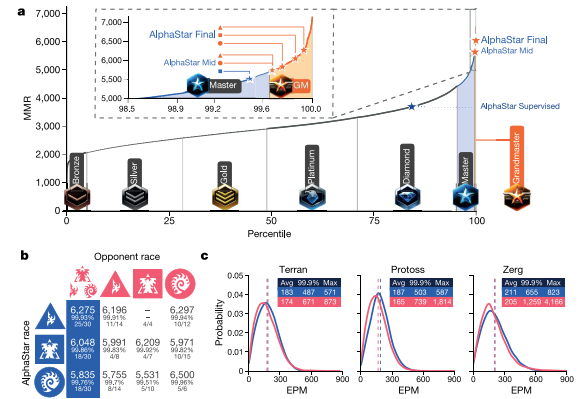 a
7,000
6,000
5,000
4,000
3,000
2,000
1,000
0
MMR
7,000
6,500
6,000
5,500
5,000
AlphaStar Final
AlphaStar Mid
Master
GM
98.5 98.9 99.2 99.6 100.0
AlphaStar Final
AlphaStar Mid
AlphaStar Supervised
Bronze
Silver
Gold
Platinum
Diamond
Master
Grandmaster
0 25 50 75 100
Percentile
b
Opponent race
AlphaStar race
6,275 6,196 – 6,297
99.93% 99.91% – 99.94%
25/30 11/14 4/4 10/12
6,048 5,991 6,209 5,971
99.86% 99.83% 99.92% 99.82%
18/30 4/8 4/7 10/15
5,835 5,755 5,531 6,500
99.76% 99.7% 99.51% 99.96%
18/30 8/14 5/10 5/6
c
Terran Protoss Zerg
0.05
0.04
0.03
0.02
0.01
0
Probability
Avg 99.9% Max
183 487 571
174 671 873
Avg 99.9% Max
187 503 587
165 739 1,814
Avg 99.9% Max
211 655 823
205 1,259 4,166
0 300 600 900
0 300 600 900
0 300 600 900
EPM EPM EPM